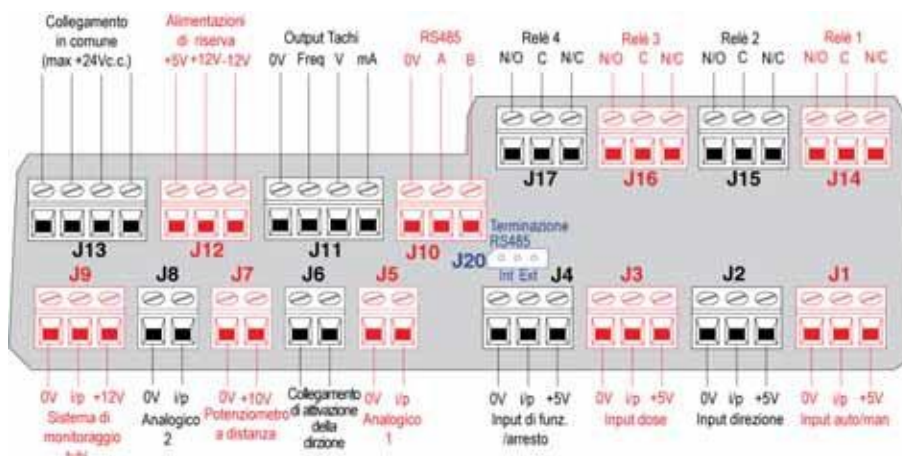 Collegamento
in comune
(max +24Vc.c.)
Alimentazioni
di riserva
+5V +12V -12V
Output Tachi
0V Freq V mA
RS485
0V A B
Relè 4
N/O C N/C
Relè 3
N/O C N/C
Relè 2
N/O C N/C
Relè 1
N/O C N/C
J17 J16 J15 J14
J13 J12 J11 J10
Terminazione
RS485
J20
Int Ext
J9 J8 J7 J6 J5 J4 J3 J2 J1
0V i/p +12V
Sistema di
monitoraggio
0V i/p
Analogico
2
0V +10V
Potenziometro
a distanza
Collegamento
di attivazione
della
dirzione
0V i/p
Analogico
1
0V i/p +5V
Input di funz.
/arresto
0V i/p +5V
Input dose
0V i/p +5V
Input direzione
0V i/p +5V
Input auto/man